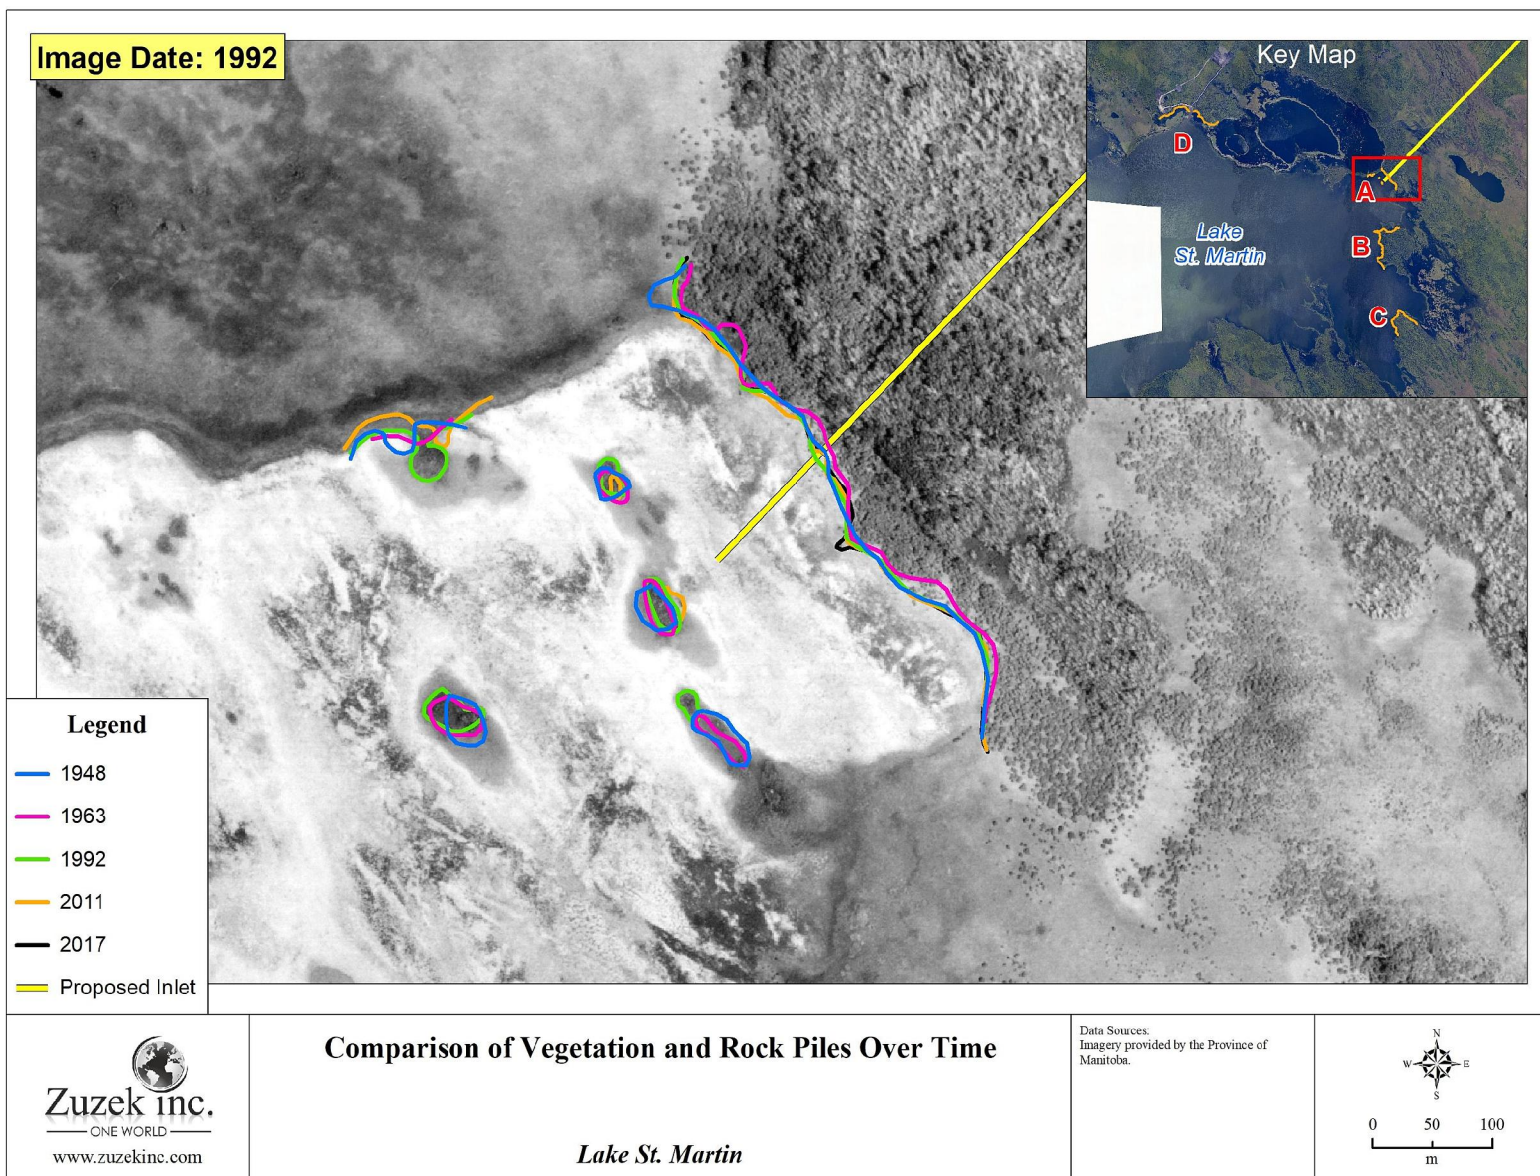 Image Date: 1992
Key Map
D
A
B
C
Lake
St. Martin
Legend
1948
1963
1992
2011
2017
Proposed Inlet
Zuzek inc.
ONE WORLD
www.zuzekinc.com
Comparison of Vegetation and Rock Piles Over Time
Lake St. Martin
Data Sources:
Imagery provided by the Province of
Manitoba.
N
W
E
S
0 50 100
m